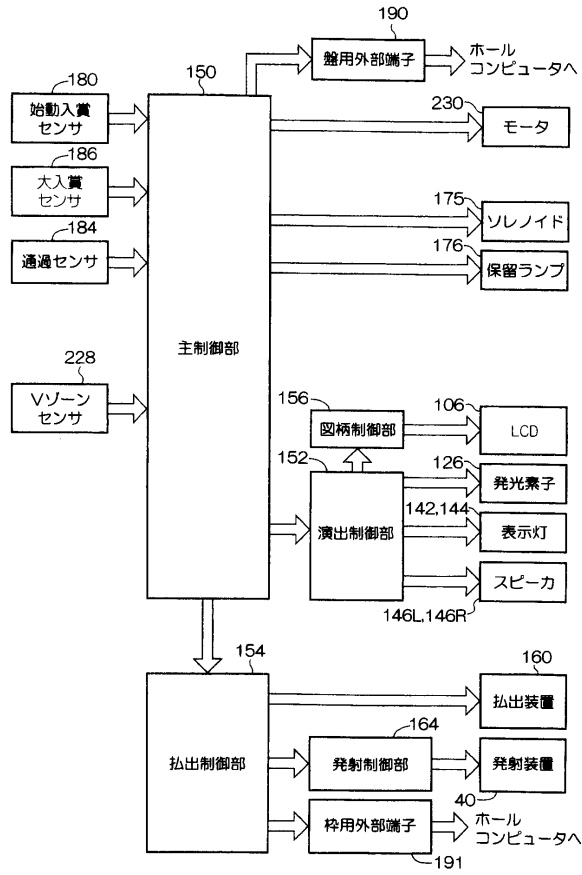 190
盤用外部端子
ホール
コンピュータへ
180
始動入賞
センサ
150
主制御部
230
モータ
186
大入賞
センサ
175
ソレノイド
184
通過センサ
176
保留ランプ
228
Vゾーン
センサ
156
図柄制御部
106
LCD
152
演出制御部
126
発光素子
142,144
表示灯
スピーカ
146L,146R
154
払出制御部
160
払出装置
164
発射制御部
発射装置
40
枠用外部端子
191
ホール
コンピュータへ